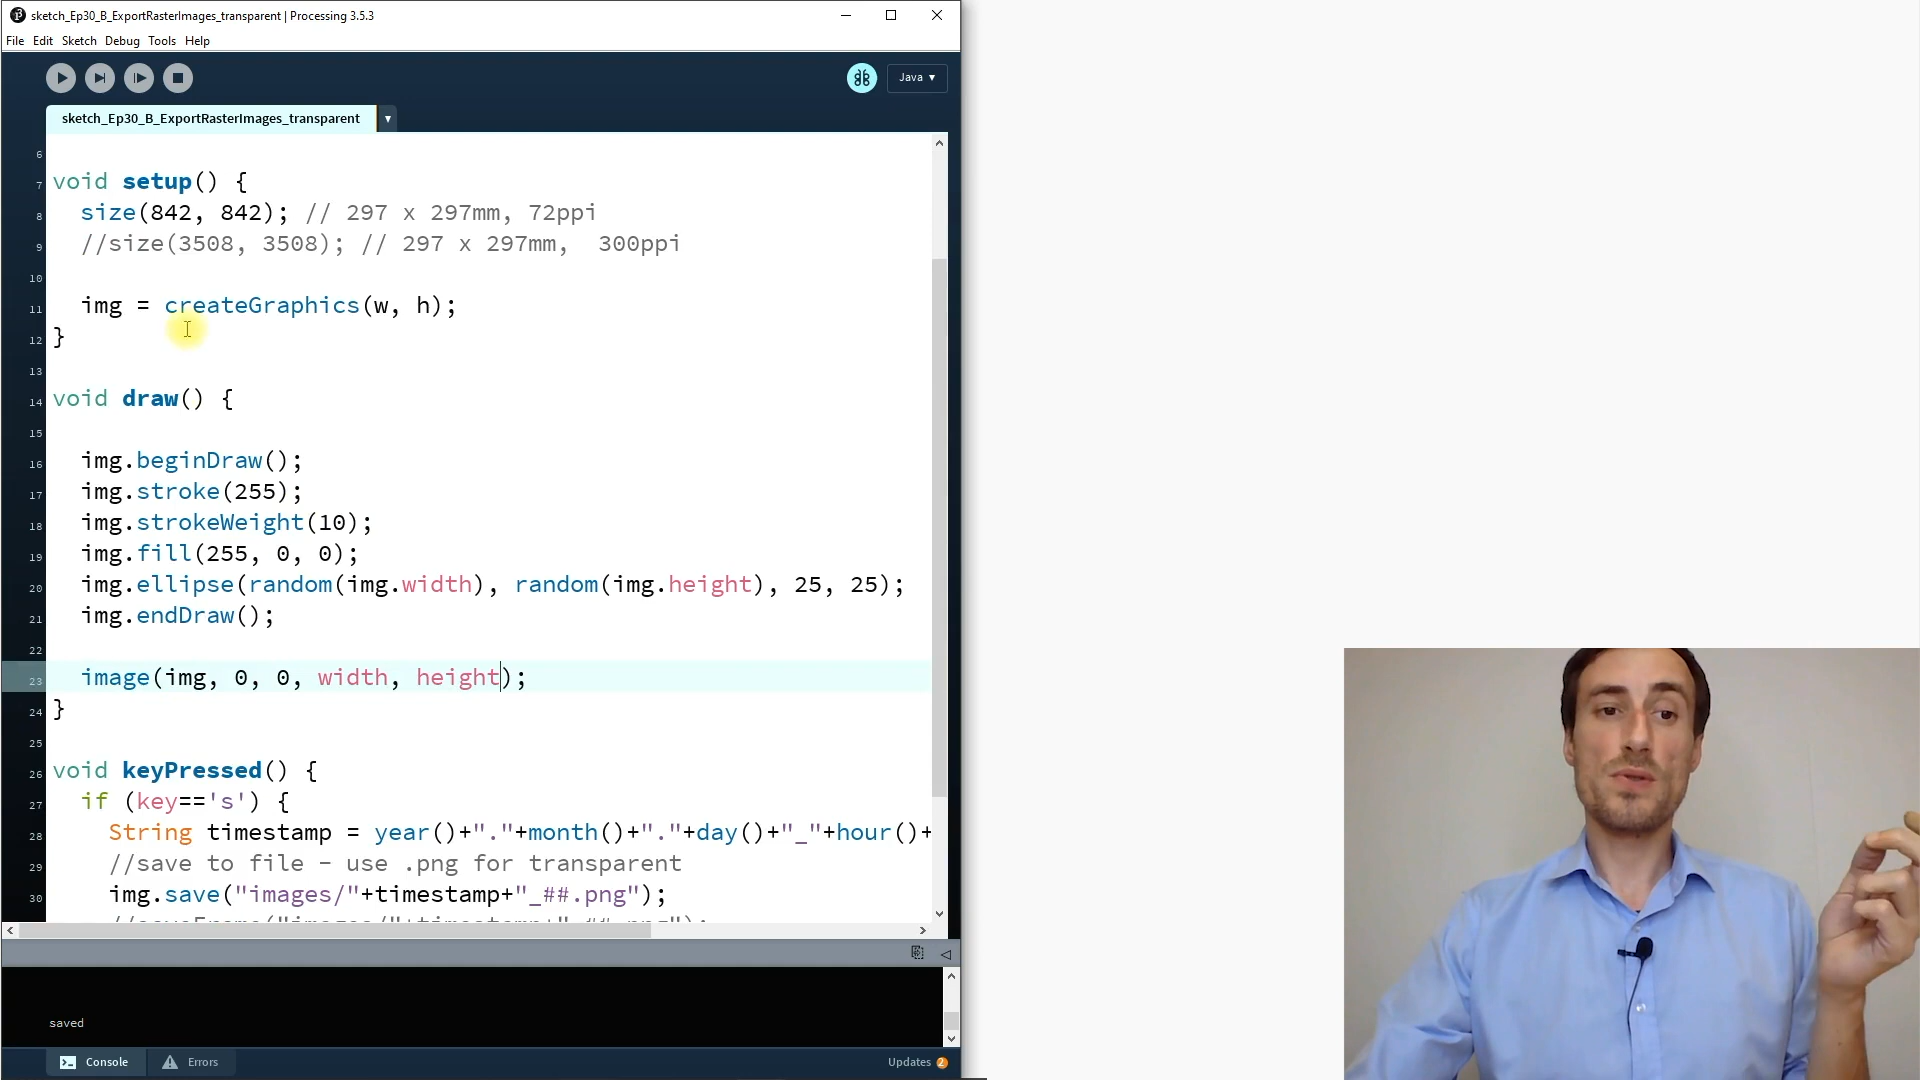 sketch_Ep30_B_ExportRasterImages_transparent | Processing 3.5.3
File Edit Sketch Debug Tools Help
Java ▾
sketch_Ep30_B_ExportRasterImages_transparent ▾
6
7 void setup() {
8 size(842, 842); // 297 x 297mm, 72ppi
9 //size(3508, 3508); // 297 x 297mm,  300ppi
10
11 img = createGraphics(w, h);
12 }
13
14 void draw() {
15
16 img.beginDraw();
17 img.stroke(255);
18 img.strokeWeight(10);
19 img.fill(255, 0, 0);
20 img.ellipse(random(img.width), random(img.height), 25, 25);
21 img.endDraw();
22
23 image(img, 0, 0, width, height);
24 }
25
26 void keyPressed() {
27 if (key=='s') {
28 String timestamp = year()+"."+month()+"."+day()+"_"+hour()+
29 //save to file - use .png for transparent
30 img.save("images/"+timestamp+"_##.png");
//saveFrame("images/"+timestamp+"_##.png");
saved
Console Errors Updates 2